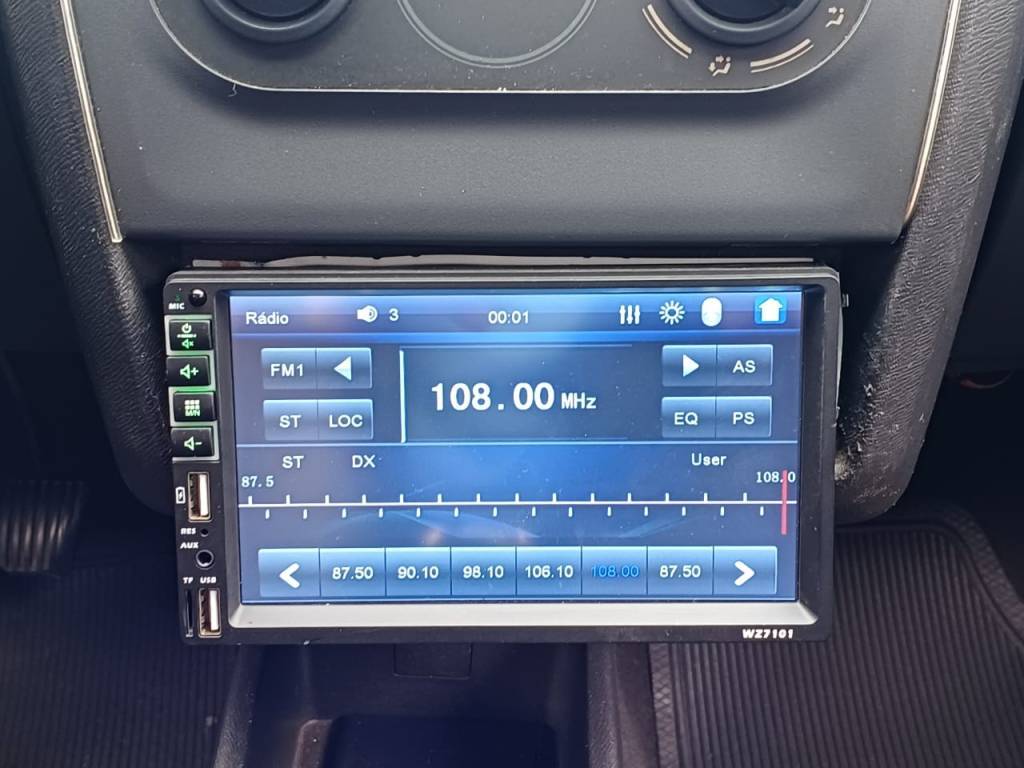 MIC
Rádio 3 00:01
FM1 AS
108.00 MHz
ST LOC EQ PS
ST DX User
87.5 108.0
87.50 90.10 98.10 106.10 108.00 87.50
M/N
RES
AUX
TF USB
WZ7101